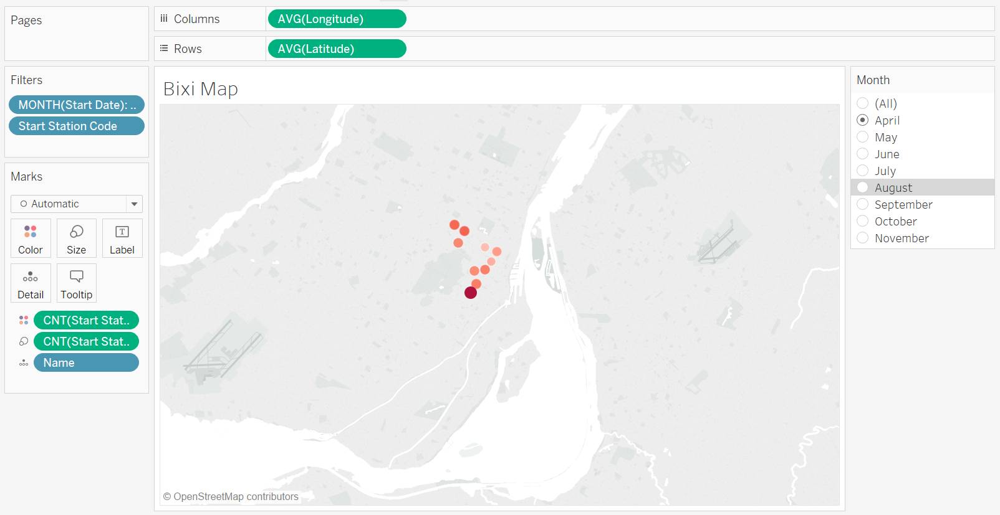 Pages
Columns
AVG(Longitude)
Rows
AVG(Latitude)
Filters
MONTH(Start Date): ..
Start Station Code
Marks
Automatic
Color
Size
Label
Detail
Tooltip
CNT(Start Stat..
CNT(Start Stat..
Name
Bixi Map
© OpenStreetMap contributors
Month
(All)
April
May
June
July
August
September
October
November